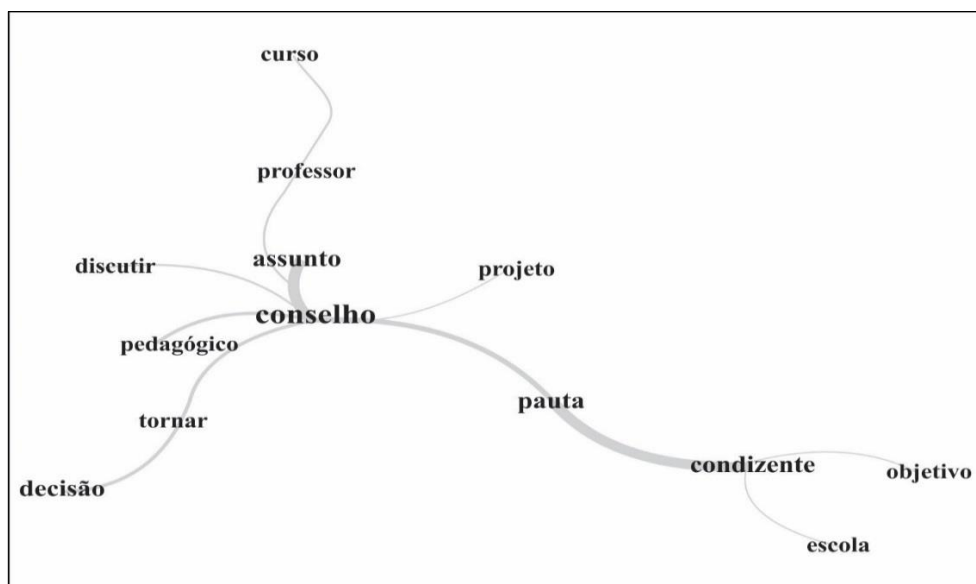 curso
professor
assunto
discutir
projeto
conselho
pedagógico
pauta
tornar
condizente
objetivo
decisão
escola